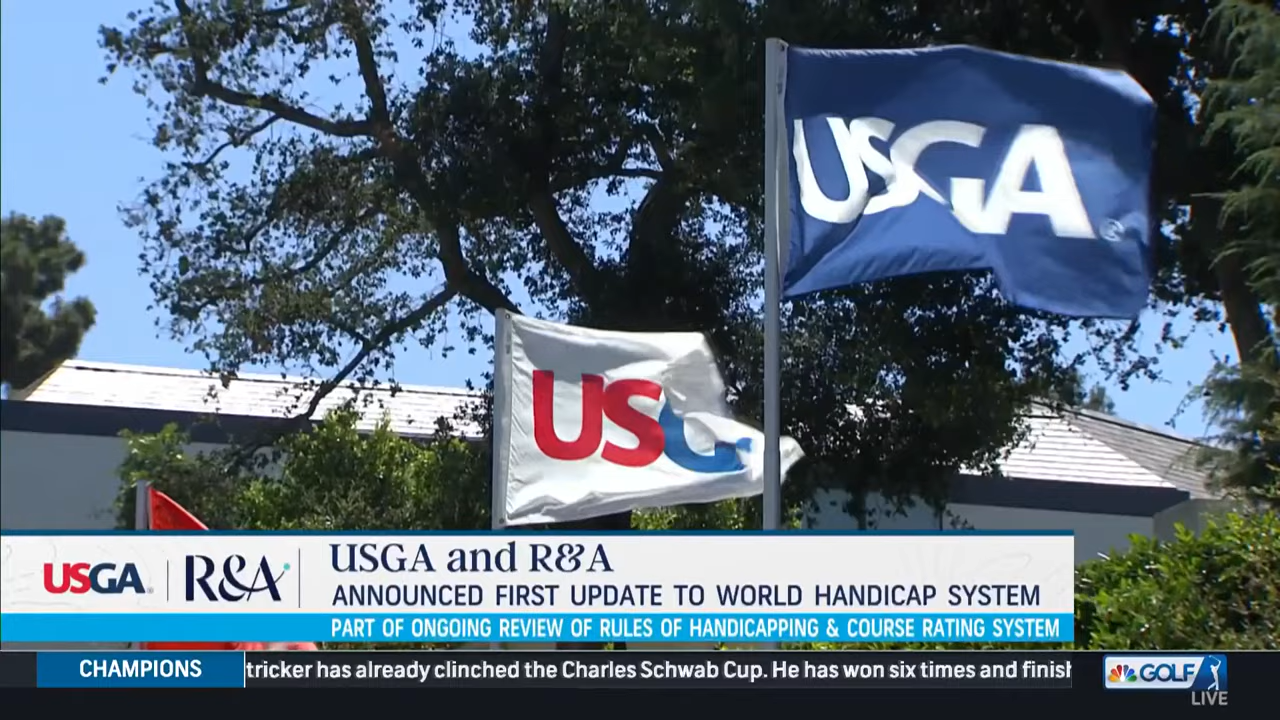 USGA
USG
USGA
R&A
USGA and R&A
ANNOUNCED FIRST UPDATE TO WORLD HANDICAP SYSTEM
PART OF ONGOING REVIEW OF RULES OF HANDICAPPING & COURSE RATING SYSTEM
CHAMPIONS
tricker has already clinched the Charles Schwab Cup. He has won six times and finish
GOLF
LIVE